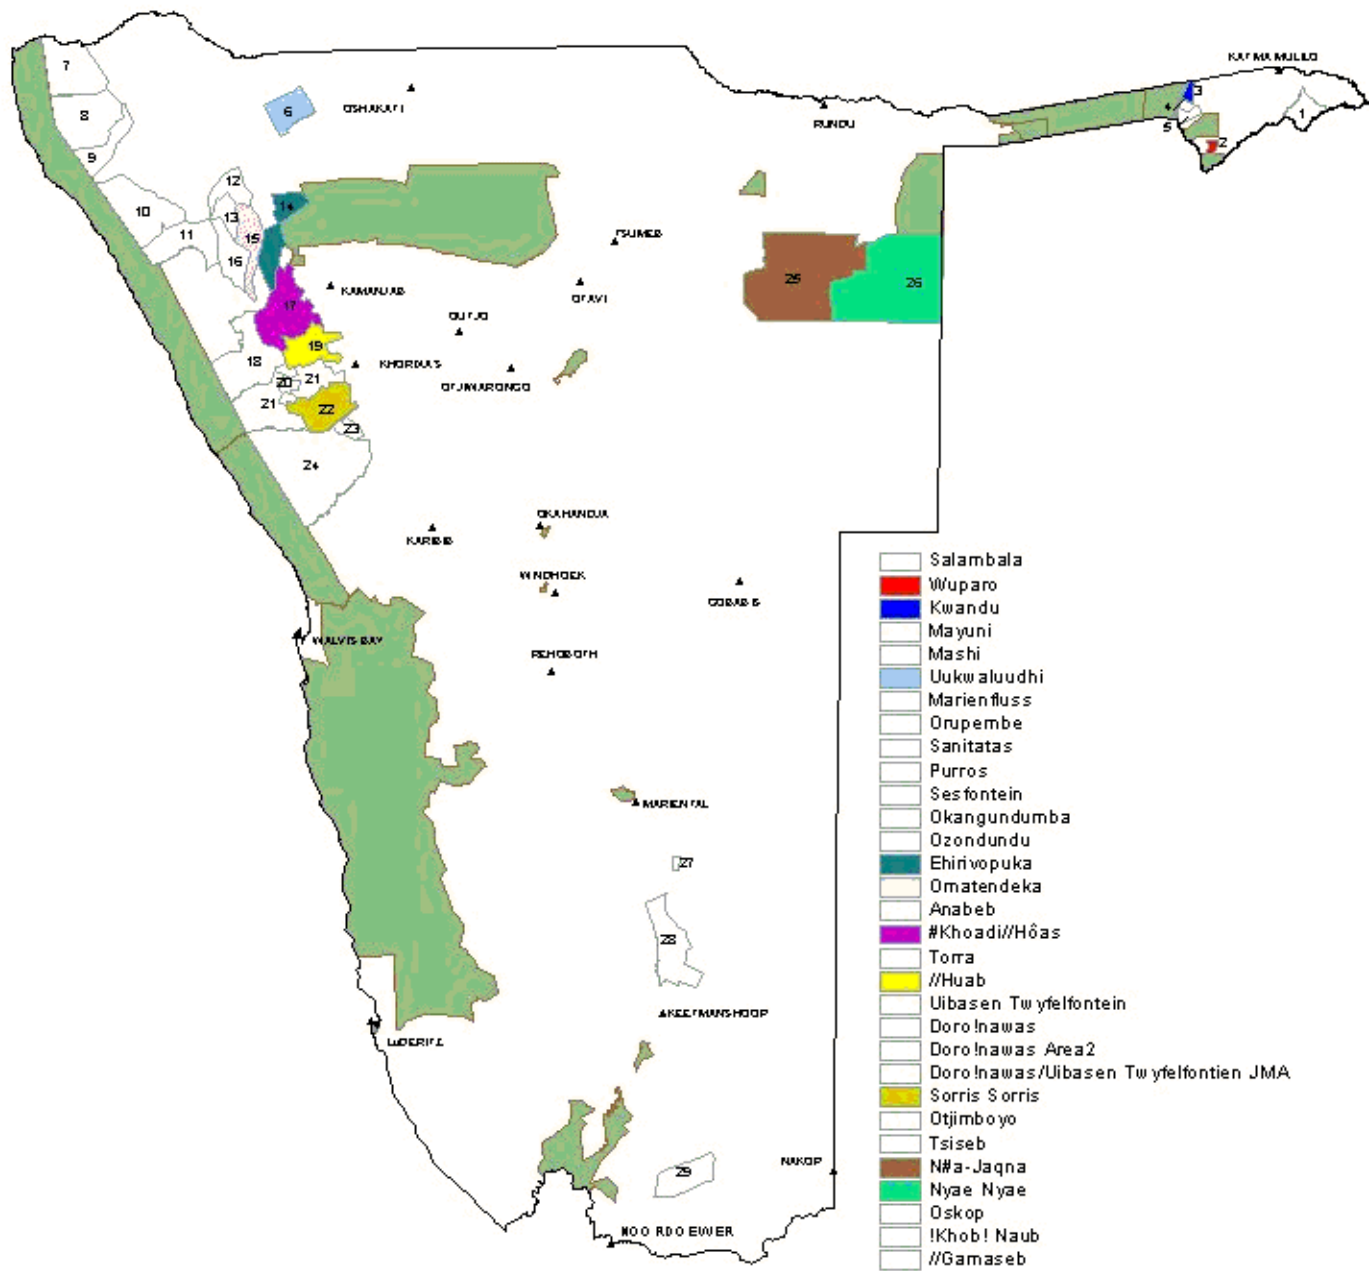 KATIMA MULILO
7
3
OSHAKATI
6
8
RUNDU
4
1
5
2
9
12
14
10
13
11
15
TSUMEB
16
25
26
KAMANJAB
OTAVI
17
OUTJO
19
18
KHORIXAS
20
21
OTJIWARONGO
21
22
23
24
OKAHANDJA
KARIBIB
WINDHOEK
GOBABIS
WALVIS BAY
REHOBOTH
MARIENTAL
27
28
KEETMANSHOOP
LUDERITZ
NAKOP
29
NOORDOEWER
Salambala
Wuparo
Kwandu
Mayuni
Mashi
Uukwaluudhi
Marienfluss
Orupembe
Sanitatas
Purros
Sesfontein
Okangundumba
Ozondundu
Ehirivopuka
Omatendeka
Anabeb
#Khoadi//Hôas
Torra
//Huab
Uibasen Twyfelfontein
Doro!nawas
Doro!nawas Area2
Doro!nawas/Uibasen Twyfelfontien JMA
Sorris Sorris
Otjimboyo
Tsiseb
N#a-Jaqna
Nyae Nyae
Oskop
!Khob! Naub
//Gamaseb